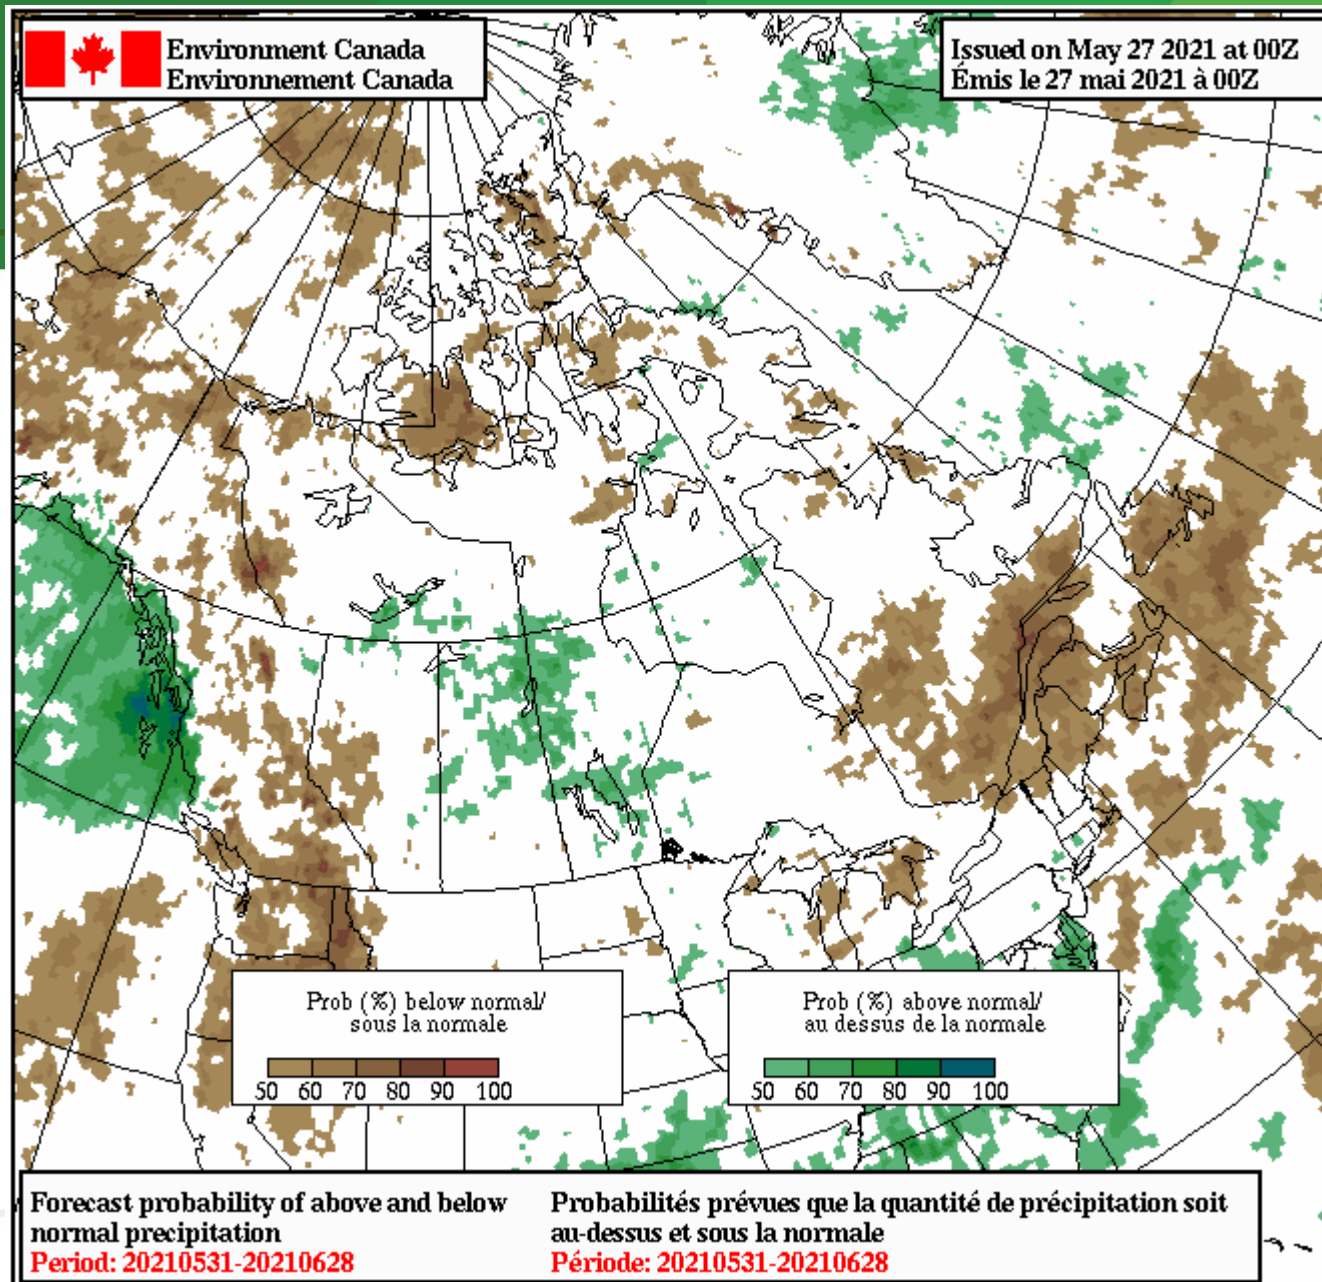 Environment Canada
Environnement Canada
Issued on May 27 2021 at 00Z
Émis le 27 mai 2021 à 00Z
Prob (%) below normal/
sous la normale
50 60 70 80 90 100
Prob (%) above normal/
au dessus de la normale
50 60 70 80 90 100
Forecast probability of above and below
normal precipitation
Period: 20210531-20210628
Probabilités prévues que la quantité de précipitation soit
au-dessus et sous la normale
Période: 20210531-20210628